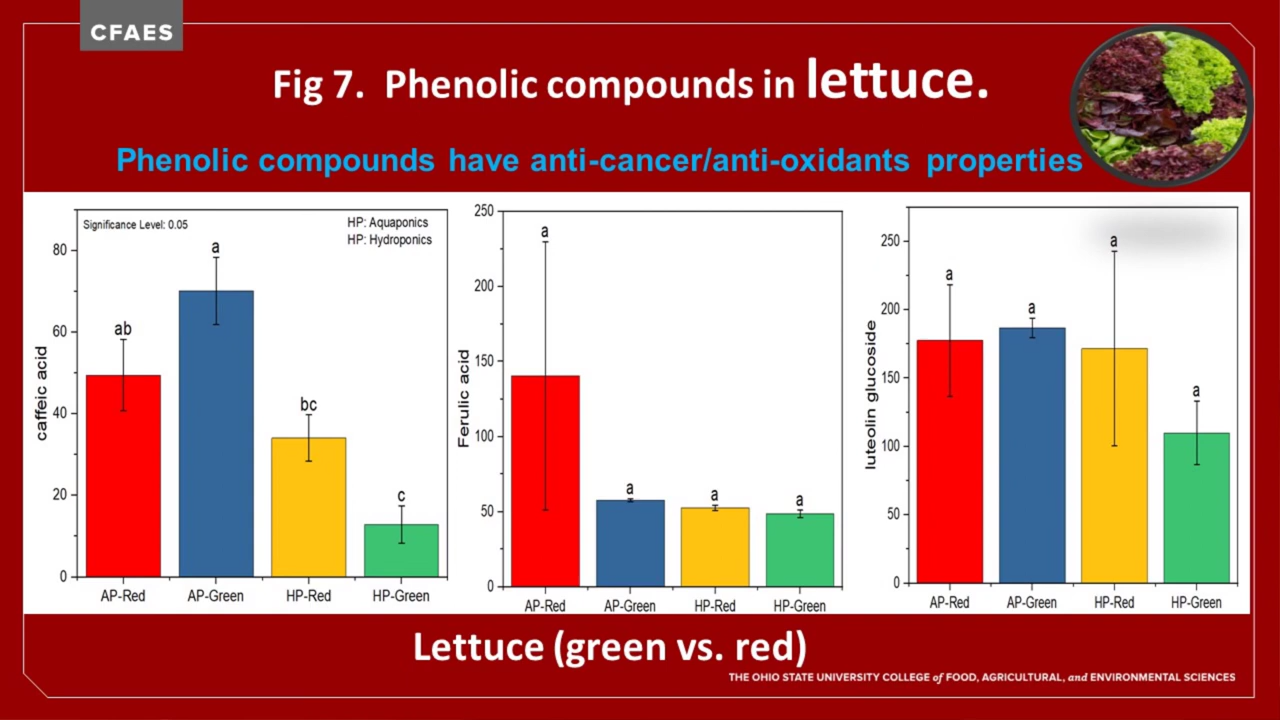 CFAES
Fig 7. Phenolic compounds in lettuce.
Phenolic compounds have anti-cancer/anti-oxidants properties
Significance Level: 0.05
HP: Aquaponics
HP: Hydroponics
caffeic acid
80
60
40
20
0
ab
a
bc
c
AP-Red AP-Green HP-Red HP-Green
Ferulic acid
250
200
150
100
50
0
a
a
a
a
AP-Red AP-Green HP-Red HP-Green
luteolin glucoside
250
200
150
100
50
0
a
a
a
a
AP-Red AP-Green HP-Red HP-Green
Lettuce (green vs. red)
THE OHIO STATE UNIVERSITY COLLEGE of FOOD, AGRICULTURAL, and ENVIRONMENTAL SCIENCES